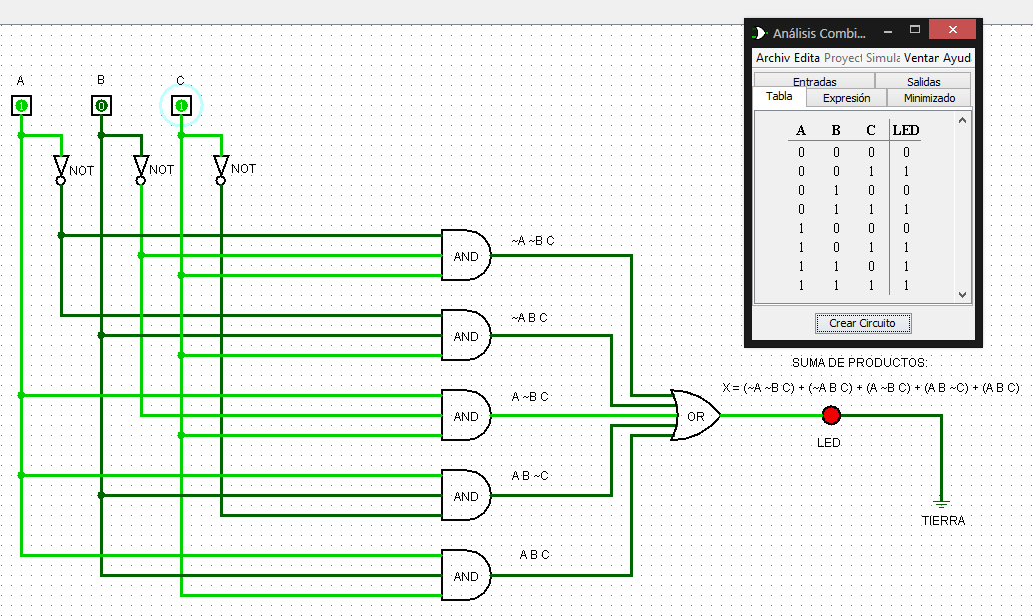 Análisis Combi...
Archiv Edita Proyect Simula Ventan Ayud
Entradas Salidas
Tabla Expresión Minimizado
A B C LED
0 0 0 0
0 0 1 1
0 1 0 0
0 1 1 1
1 0 0 0
1 0 1 1
1 1 0 1
1 1 1 1
Crear Circuito
A B C
1 0 1
NOT NOT NOT
AND ~A ~B C
AND ~A B C
AND A ~B C
AND A B ~C
AND A B C
OR
SUMA DE PRODUCTOS:
X = (~A ~B C) + (~A B C) + (A ~B C) + (A B ~C) + (A B C)
LED
TIERRA